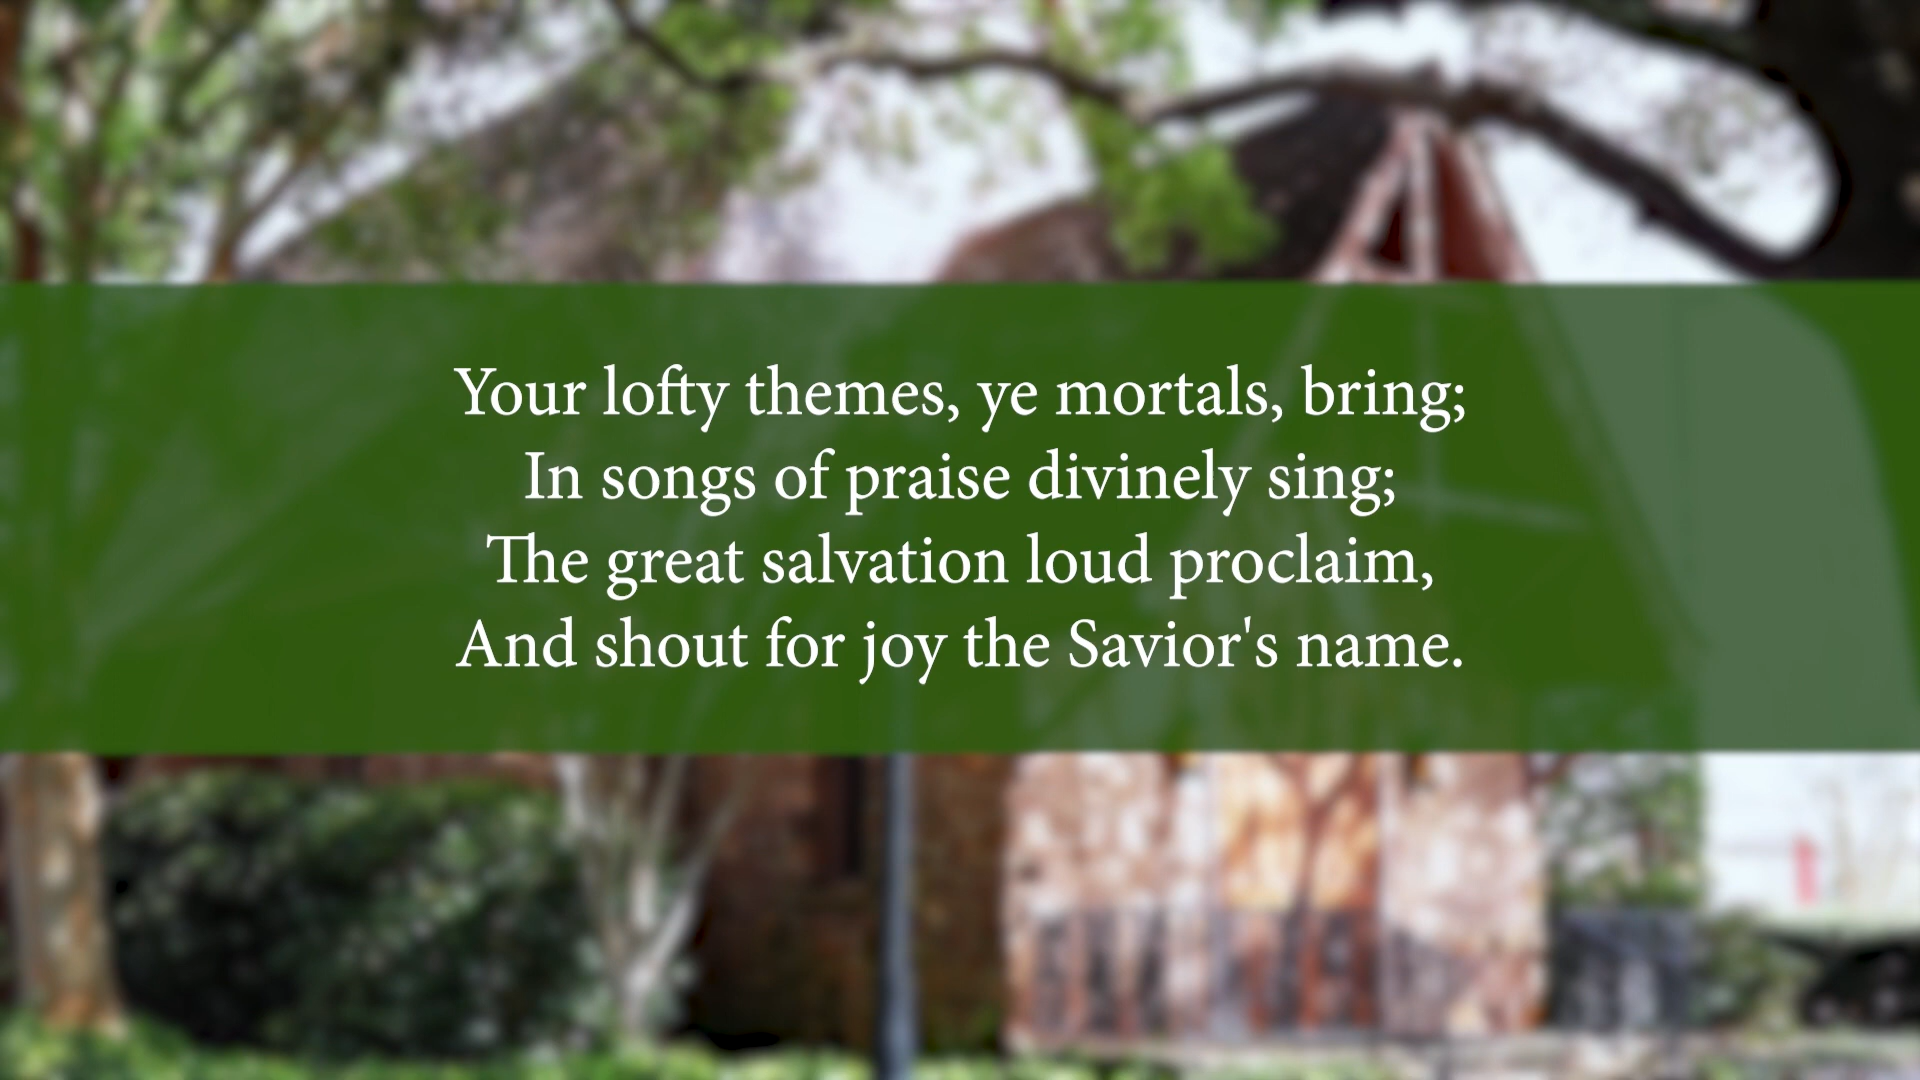 Your lofty themes, ye mortals, bring;
In songs of praise divinely sing;
The great salvation loud proclaim,
And shout for joy the Savior's name.